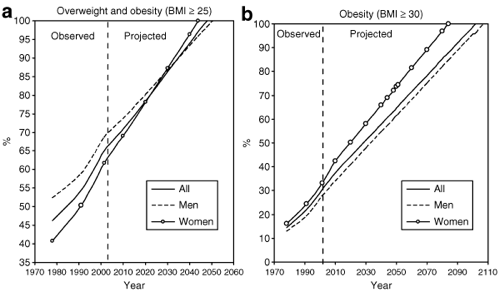 a
Overweight and obesity (BMI ≥ 25)
Observed
Projected
100
95
90
85
80
75
70
65
60
55
50
45
40
35
%
All
Men
Women
1970 1980 1990 2000 2010 2020 2030 2040 2050 2060
Year
b
Obesity (BMI ≥ 30)
Observed
Projected
100
90
80
70
60
50
40
30
20
10
0
%
All
Men
Women
1970 1990 2010 2030 2050 2070 2090 2110
Year